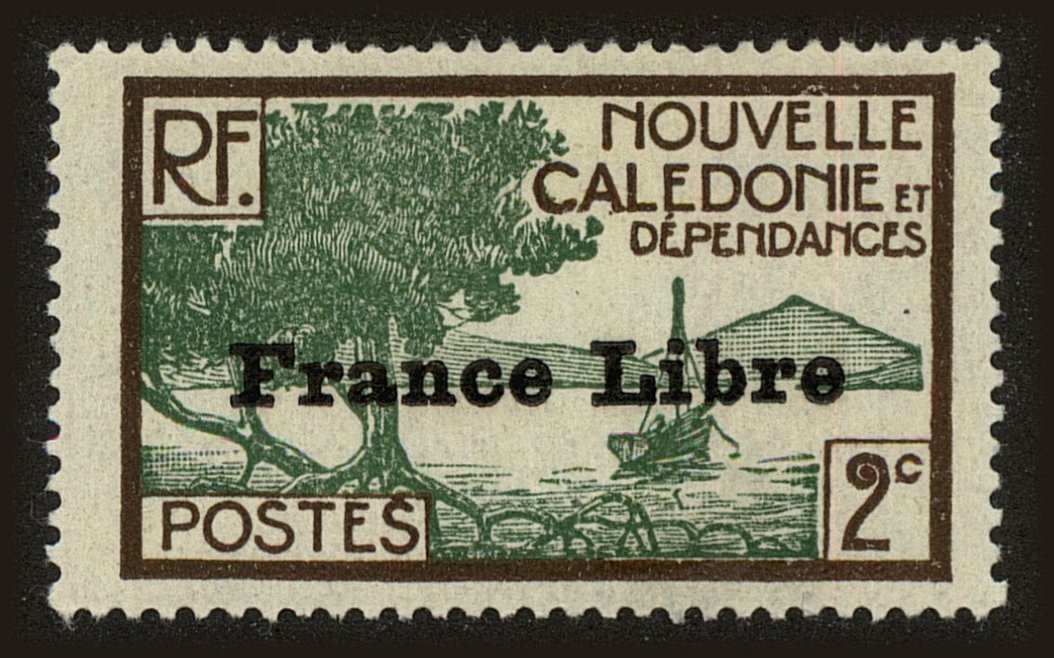 RF.
NOUVELLE
CALEDONIE ET
DÉPENDANCES
France Libre
POSTES
2c